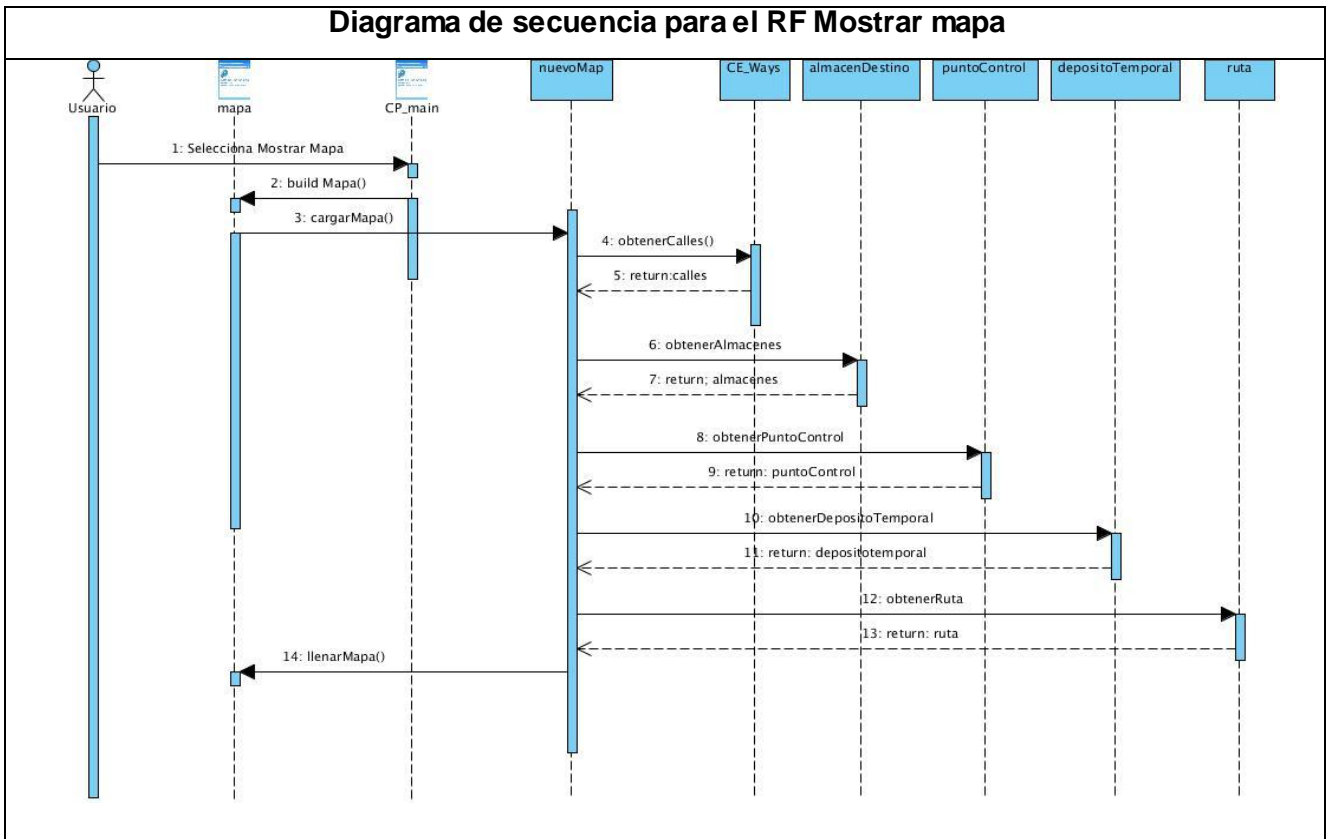 Diagrama de secuencia para el RF Mostrar mapa
Usuario
mapa
CP_main
nuevoMap
CE_Ways
almacenDestino
puntoControl
depositoTemporal
ruta
1: Selecciona Mostrar Mapa
2: build Mapa()
3: cargarMapa()
4: obtenerCalles()
5: return:calles
6: obtenerAlmacenes
7: return; almacenes
8: obtenerPuntoControl
9: return: puntoControl
10: obtenerDepositoTemporal
11: return: depositotemporal
12: obtenerRuta
13: return: ruta
14: llenarMapa()